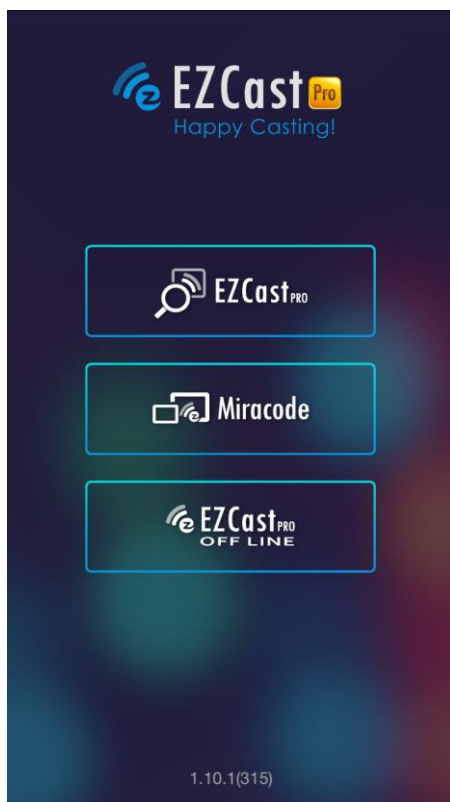 EZCast Pro
Happy Casting!
EZCast PRO
Miracode
EZCast PRO
OFF LINE
1.10.1(315)